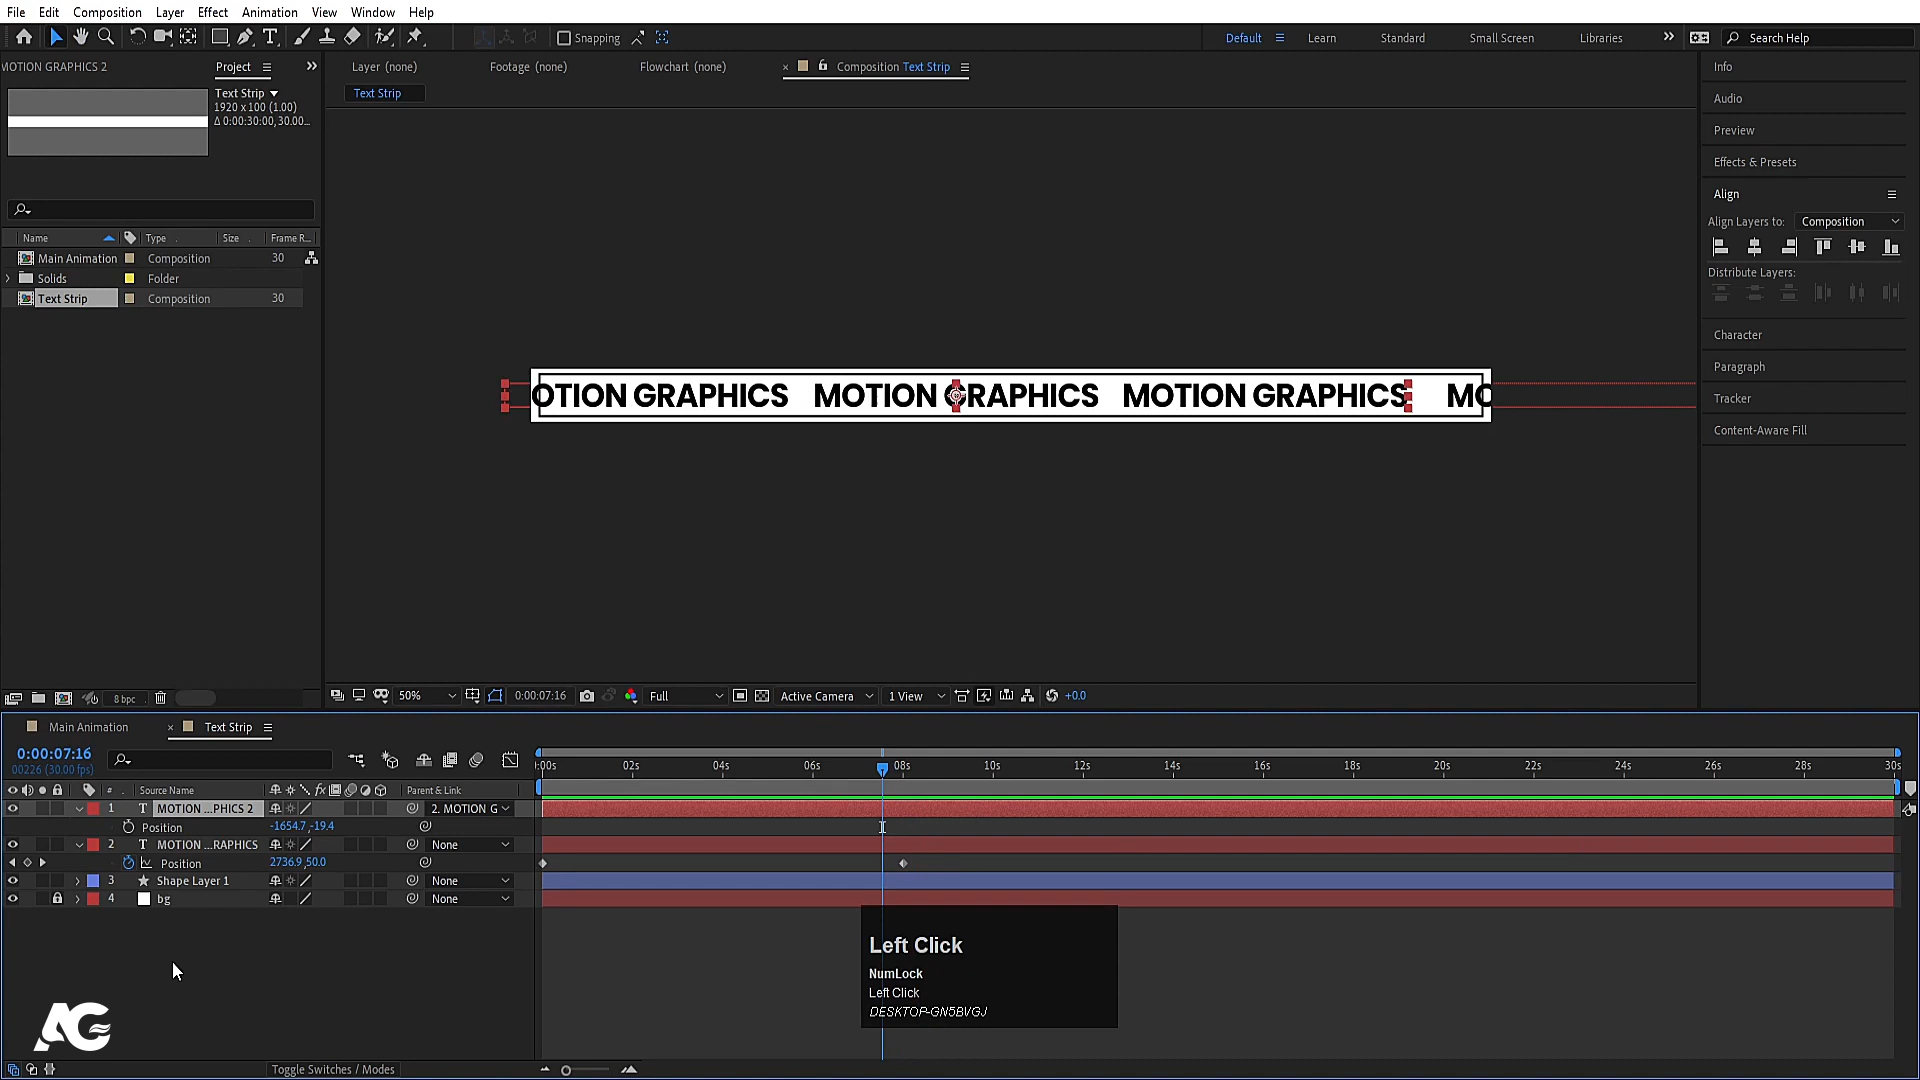 File Edit Composition Layer Effect Animation View Window Help
Snapping
Default Learn Standard Small Screen Libraries Search Help
MOTION GRAPHICS 2
Project
Layer (none) Footage (none) Flowchart (none) Composition Text Strip
Text Strip
Text Strip
1920 x 100 (1.00)
Δ 0:00:30:00, 30.00...
Name Type Size Frame R...
Main Animation Composition 30
Solids Folder
Text Strip Composition 30
Info
Audio
Preview
Effects & Presets
Align
Align Layers to: Composition
Distribute Layers:
Character
Paragraph
Tracker
Content-Aware Fill
OTION GRAPHICS MOTION GRAPHICS MOTION GRAPHICS MO
8 bpc
50% 0:00:07:16 Full Active Camera 1 View +0.0
Main Animation Text Strip
0:00:07:16
00226 (30.00 fps)
:00s 02s 04s 06s 08s 10s 12s 14s 16s 18s 20s 22s 24s 26s 28s 30s
# Source Name fx Parent & Link
1 T MOTION ...PHICS 2 2. MOTION G
Position -1654.7,-19.4
2 T MOTION ...RAPHICS None
Position 2736.9,50.0
3 Shape Layer 1 None
4 bg None
Left Click
NumLock
Left Click
DESKTOP-GN5BVGJ
AG
Toggle Switches / Modes